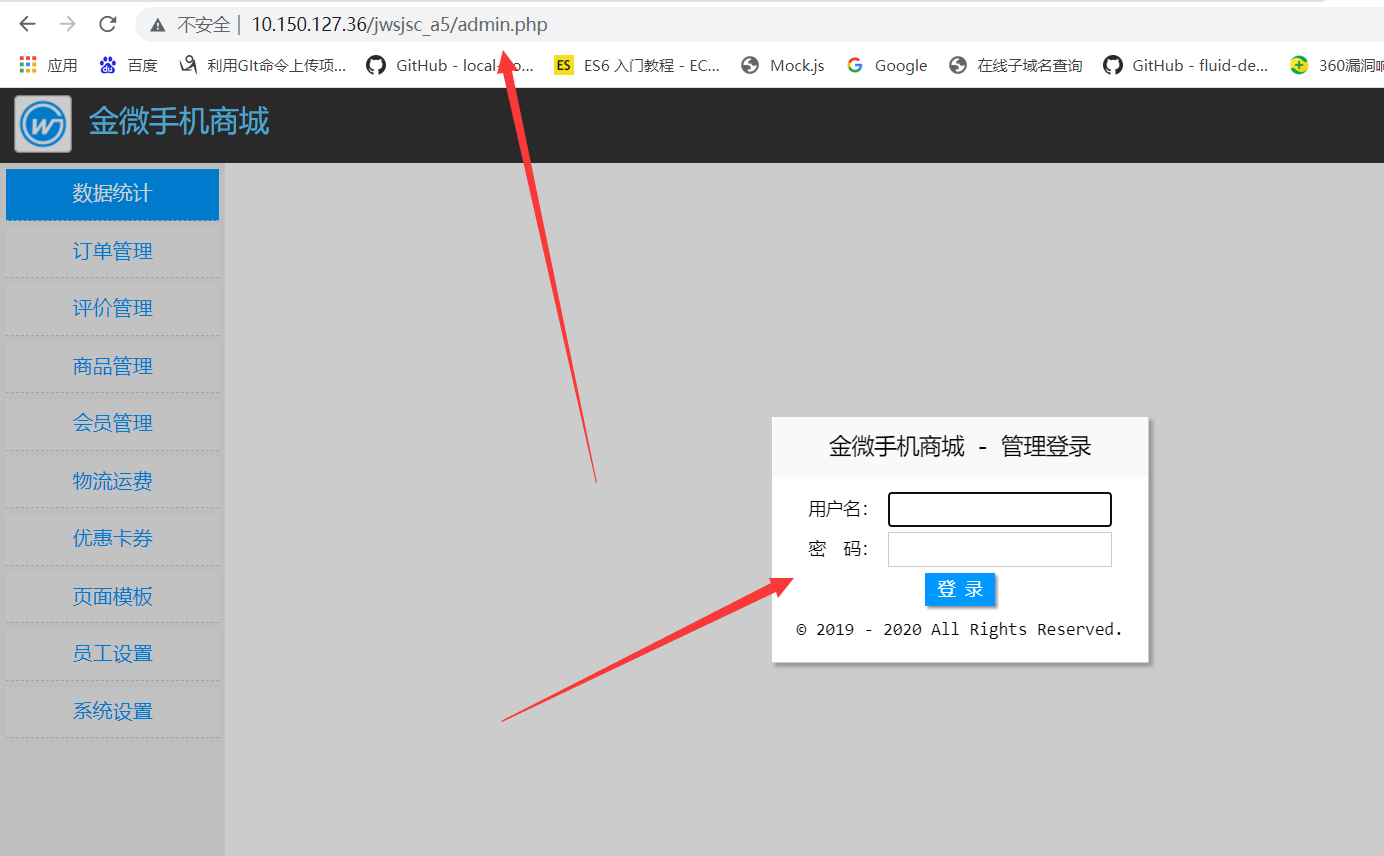 不安全 | 10.150.127.36/jwsjsc_a5/admin.php
应用 百度 利用GIt命令上传项... GitHub - local- ES ES6 入门教程 - EC... Mock.js Google 在线子域名查询 GitHub - fluid-de... 360漏洞响
金微手机商城
数据统计
订单管理
评价管理
商品管理
会员管理
物流运费
优惠卡券
页面模板
员工设置
系统设置
金微手机商城 - 管理登录
用户名:
密 码:
登 录
© 2019 - 2020 All Rights Reserved.